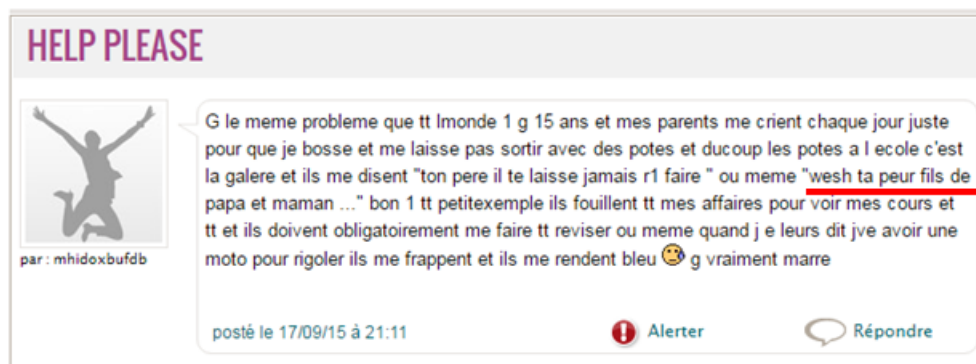 HELP PLEASE
G le meme probleme que tt lmonde 1 g 15 ans et mes parents me crient chaque jour juste
pour que je bosse et me laisse pas sortir avec des potes et ducoup les potes a l ecole c'est
la galere et ils me disent "ton pere il te laisse jamais r1 faire " ou meme "wesh ta peur fils de
papa et maman ..." bon 1 tt petitexemple ils fouillent tt mes affaires pour voir mes cours et
tt et ils doivent obligatoirement me faire tt reviser ou meme quand j e leurs dit jve avoir une
moto pour rigoler ils me frappent et ils me rendent bleu g vraiment marre
par : mhidoxbufdb
posté le 17/09/15 à 21:11 Alerter Répondre